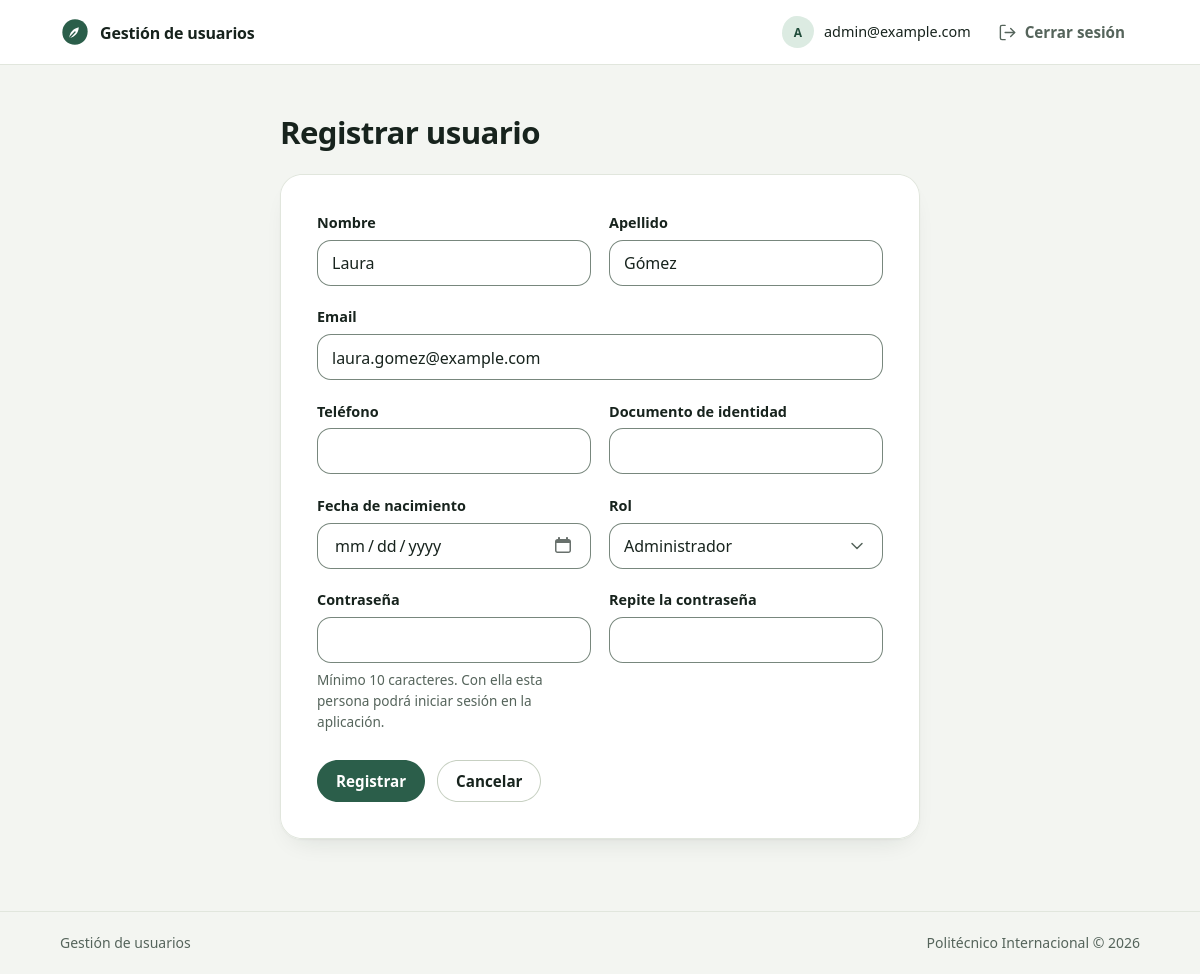 Gestión de usuarios
A admin@example.com
Cerrar sesión
Registrar usuario
Nombre
Apellido
Laura
Gómez
Email
laura.gomez@example.com
Teléfono
Documento de identidad
Fecha de nacimiento
Rol
mm/dd/yyyy
Administrador
Contraseña
Repite la contraseña
Mínimo 10 caracteres. Con ella esta
persona podrá iniciar sesión en la
aplicación.
Registrar
Cancelar
Gestión de usuarios
Politécnico Internacional © 2026